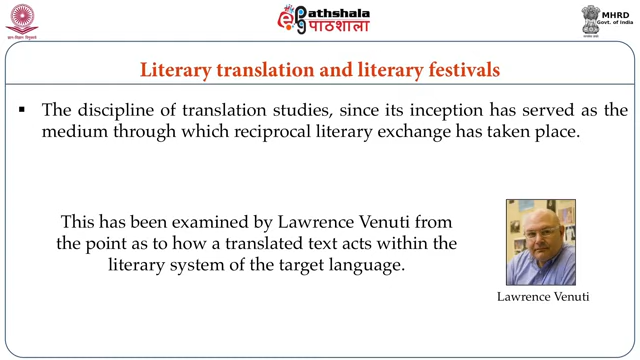 Pathshala
पाठशाला
MHRD
Govt. of India
Literary translation and literary festivals
▪ The discipline of translation studies, since its inception has served as the
medium through which reciprocal literary exchange has taken place.
This has been examined by Lawrence Venuti from
the point as to how a translated text acts within the
literary system of the target language.
Lawrence Venuti